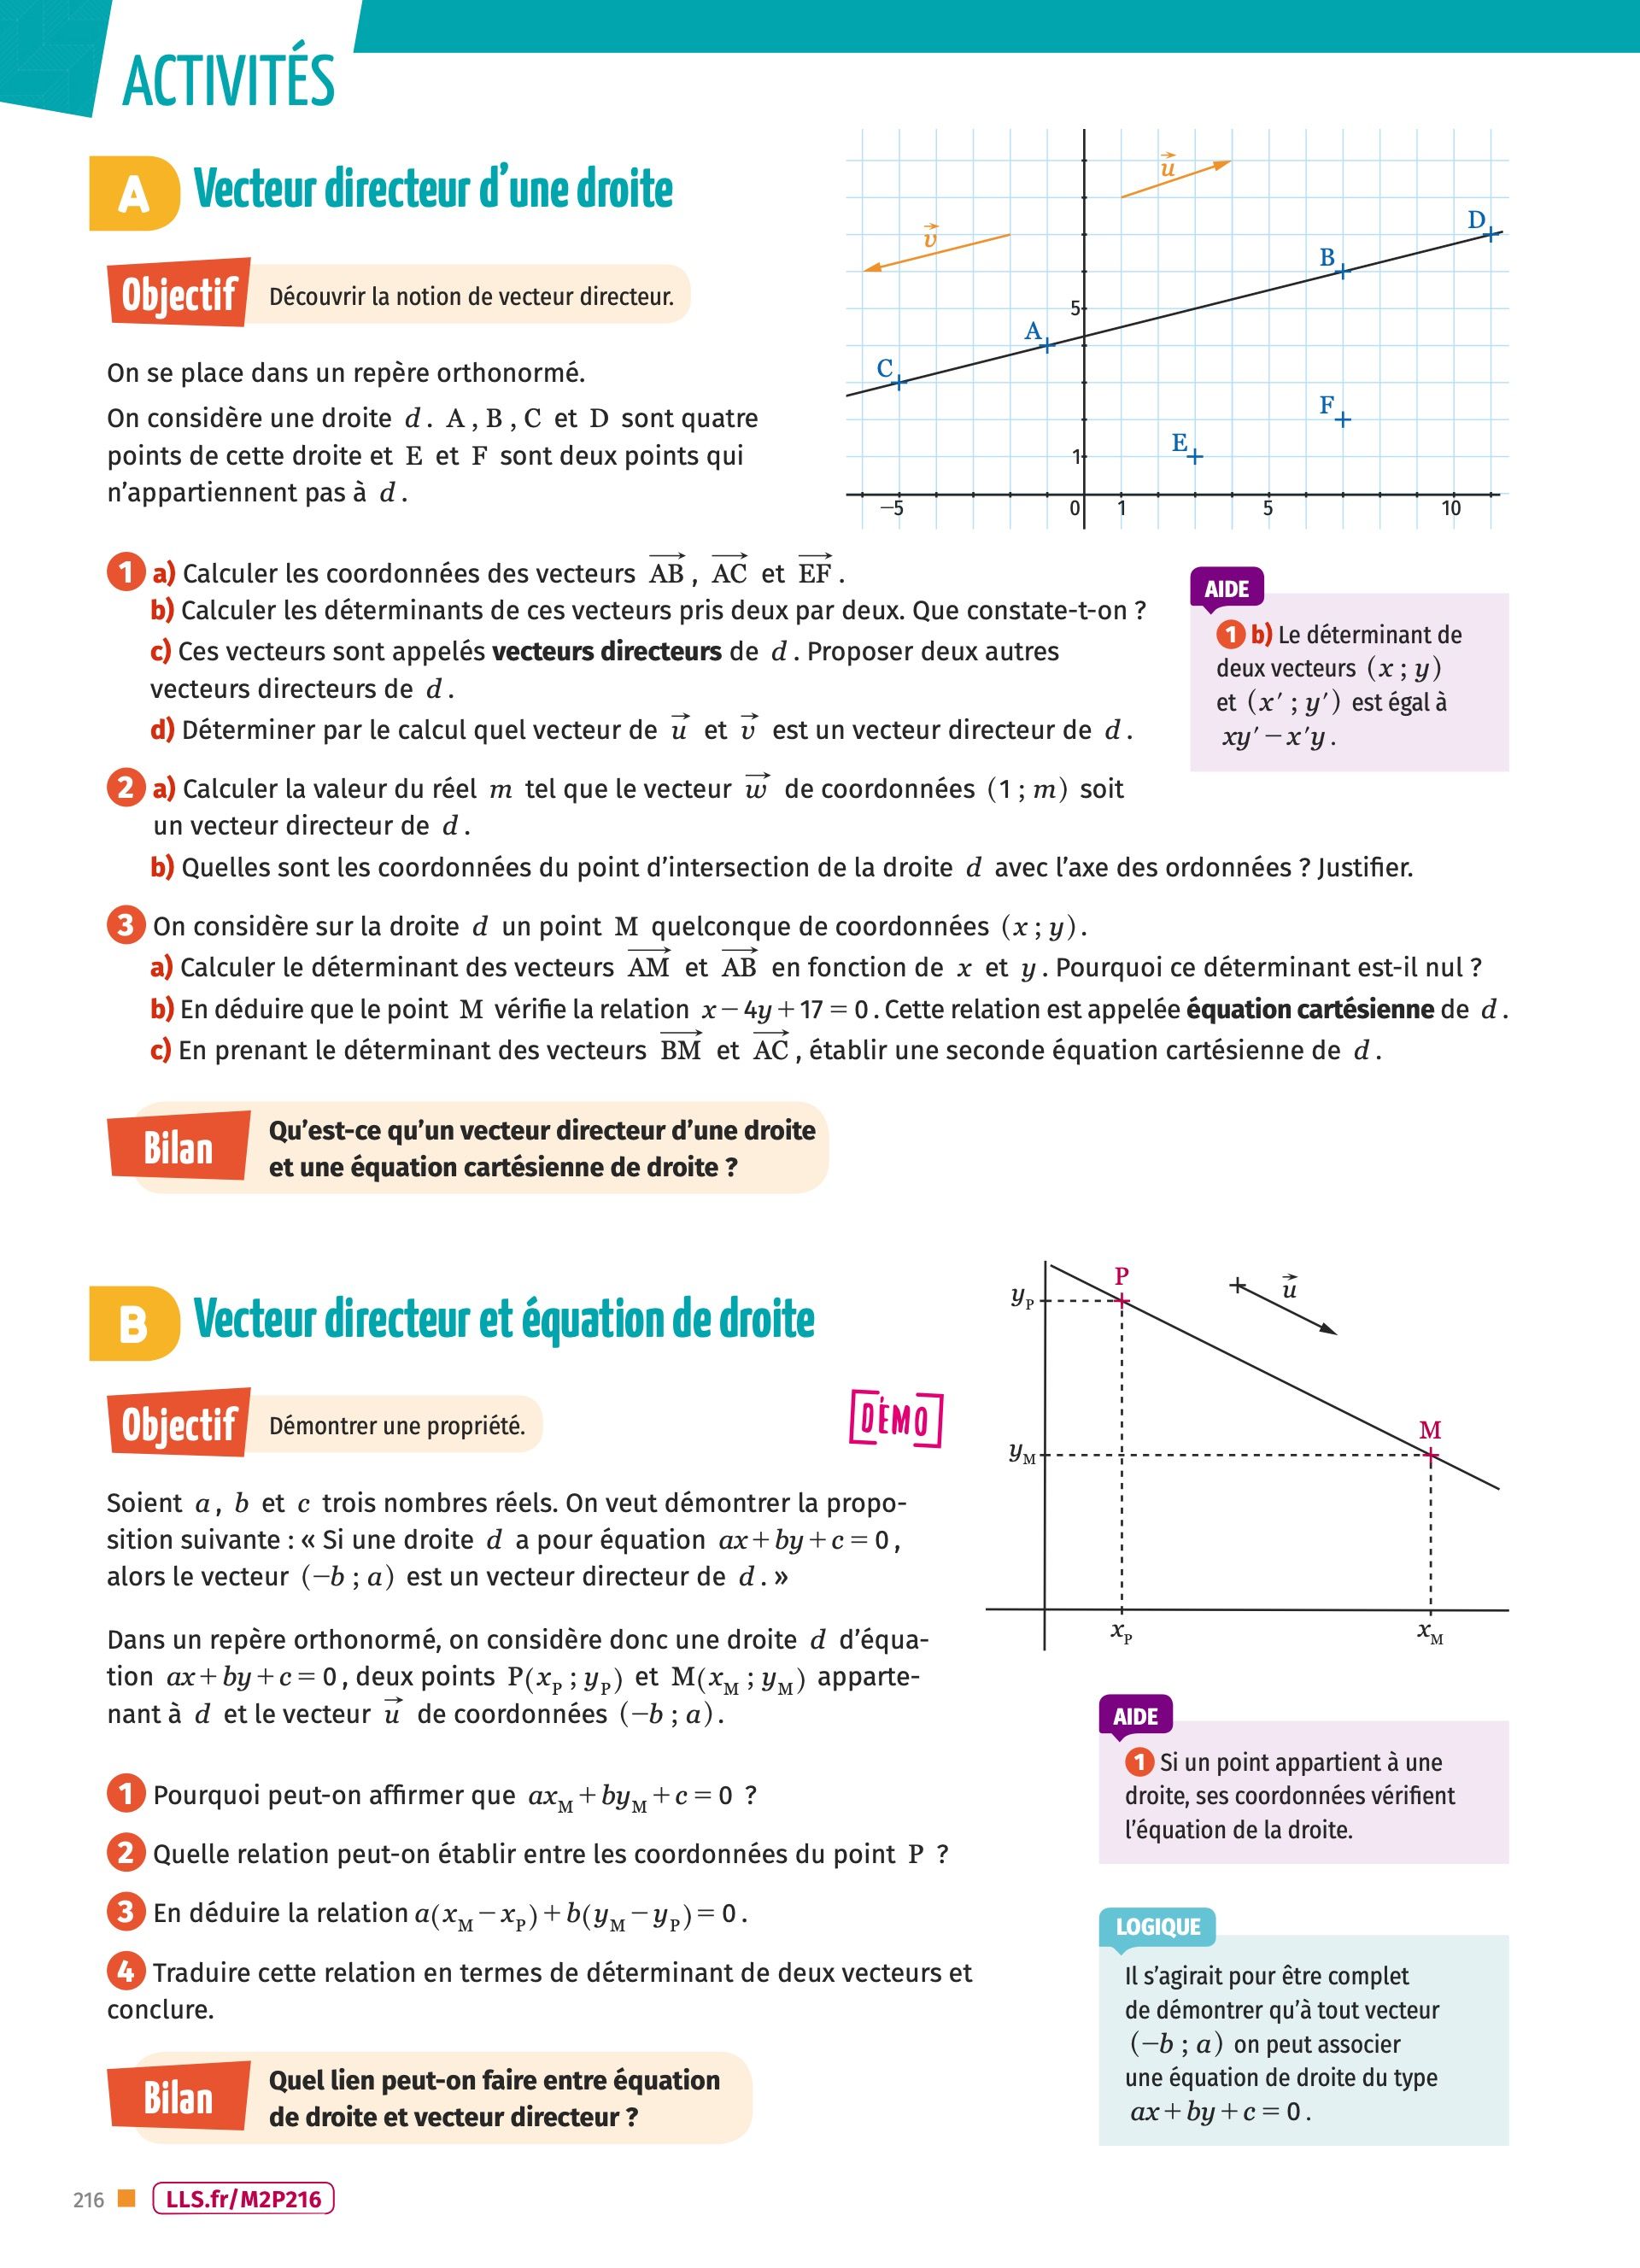 ACTIVITÉS
A Vecteur directeur d’une droite
Objectif Découvrir la notion de vecteur directeur.
On se place dans un repère orthonormé.
On considère une droite d. A, B, C et D sont quatre
points de cette droite et E et F sont deux points qui
n’appartiennent pas à d.
u⃗
v⃗
D
B
5
A
C
F
E
1
−5 0 1 5 10
1 a) Calculer les coordonnées des vecteurs AB⃗, AC⃗ et EF⃗.
b) Calculer les déterminants de ces vecteurs pris deux par deux. Que constate-t-on ?
c) Ces vecteurs sont appelés vecteurs directeurs de d. Proposer deux autres
vecteurs directeurs de d.
d) Déterminer par le calcul quel vecteur de u⃗ et v⃗ est un vecteur directeur de d.
AIDE
1 b) Le déterminant de
deux vecteurs (x ; y)
et (x′ ; y′) est égal à
xy′ − x′y.
2 a) Calculer la valeur du réel m tel que le vecteur w⃗ de coordonnées (1 ; m) soit
un vecteur directeur de d.
b) Quelles sont les coordonnées du point d’intersection de la droite d avec l’axe des ordonnées ? Justifier.
3 On considère sur la droite d un point M quelconque de coordonnées (x ; y).
a) Calculer le déterminant des vecteurs AM⃗ et AB⃗ en fonction de x et y. Pourquoi ce déterminant est-il nul ?
b) En déduire que le point M vérifie la relation x − 4y + 17 = 0. Cette relation est appelée équation cartésienne de d.
c) En prenant le déterminant des vecteurs BM⃗ et AC⃗, établir une seconde équation cartésienne de d.
Bilan Qu’est-ce qu’un vecteur directeur d’une droite
et une équation cartésienne de droite ?
B Vecteur directeur et équation de droite
Objectif Démontrer une propriété.
DÉMO
Soient a, b et c trois nombres réels. On veut démontrer la propo-
sition suivante : « Si une droite d a pour équation ax + by + c = 0,
alors le vecteur (−b ; a) est un vecteur directeur de d. »
Dans un repère orthonormé, on considère donc une droite d d’équa-
tion ax + by + c = 0, deux points P(x_P ; y_P) et M(x_M ; y_M) apparte-
nant à d et le vecteur u⃗ de coordonnées (−b ; a).
P
u⃗
y_P
M
y_M
x_P x_M
1 Pourquoi peut-on affirmer que ax_M + by_M + c = 0 ?
2 Quelle relation peut-on établir entre les coordonnées du point P ?
3 En déduire la relation a(x_M − x_P) + b(y_M − y_P) = 0.
4 Traduire cette relation en termes de déterminant de deux vecteurs et
conclure.
AIDE
1 Si un point appartient à une
droite, ses coordonnées vérifient
l’équation de la droite.
LOGIQUE
Il s’agirait pour être complet
de démontrer qu’à tout vecteur
(−b ; a) on peut associer
une équation de droite du type
ax + by + c = 0.
Bilan Quel lien peut-on faire entre équation
de droite et vecteur directeur ?
216 LLS.fr/M2P216